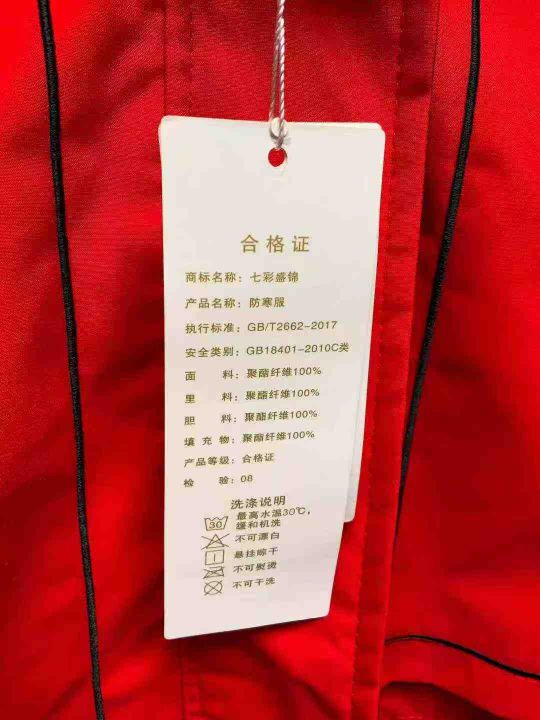 合格证
商标名称：七彩盛锦
产品名称：防寒服
执行标准：GB/T2662-2017
安全类别：GB18401-2010C类
面 料：聚酯纤维100%
里 料：聚酯纤维100%
胆 料：聚酯纤维100%
填 充 物：聚酯纤维100%
产品等级：合格证
检 验：08
洗涤说明
30 最高水温30℃，
缓和机洗
不可漂白
悬挂晾干
不可熨烫
不可干洗